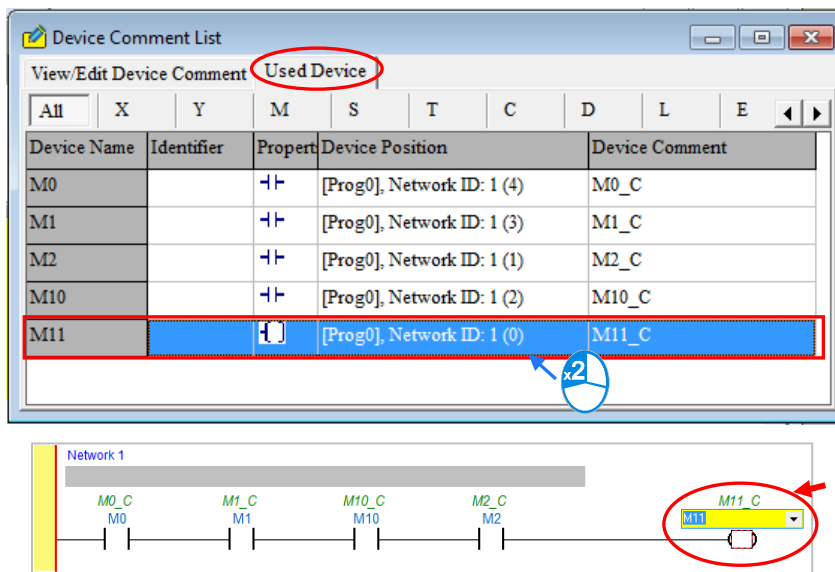 Device Comment List
View/Edit Device Comment Used Device
All X Y M S T C D L E
Device Name Identifier Propert Device Position Device Comment
M0 [Prog0], Network ID: 1 (4) M0_C
M1 [Prog0], Network ID: 1 (3) M1_C
M2 [Prog0], Network ID: 1 (1) M2_C
M10 [Prog0], Network ID: 1 (2) M10_C
M11 [Prog0], Network ID: 1 (0) M11_C
x2
Network 1
M0_C M1_C M10_C M2_C M11_C
M0 M1 M10 M2 M11